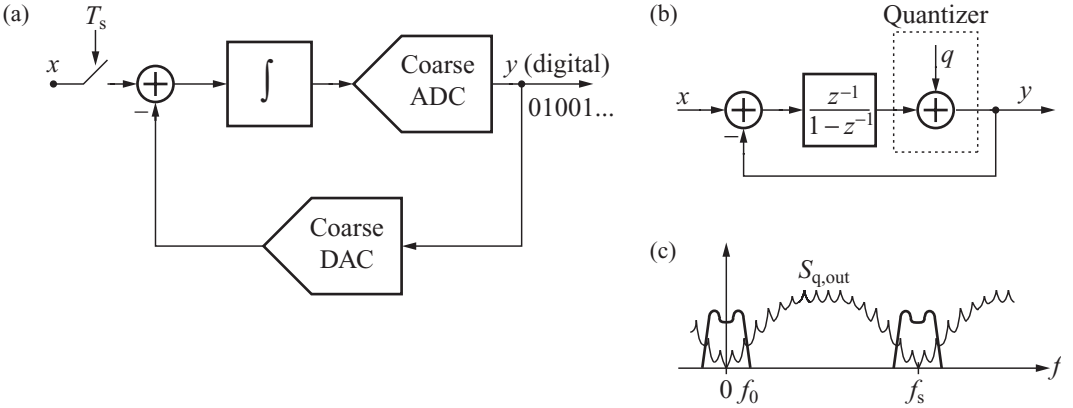 (a)
T_s
x
∫
Coarse
ADC
y (digital)
01001...
−
Coarse
DAC
(b)
Quantizer
q
x
z^{-1}
1 − z^{-1}
y
−
(c)
S_{q,out}
0 f_0
f_s
f